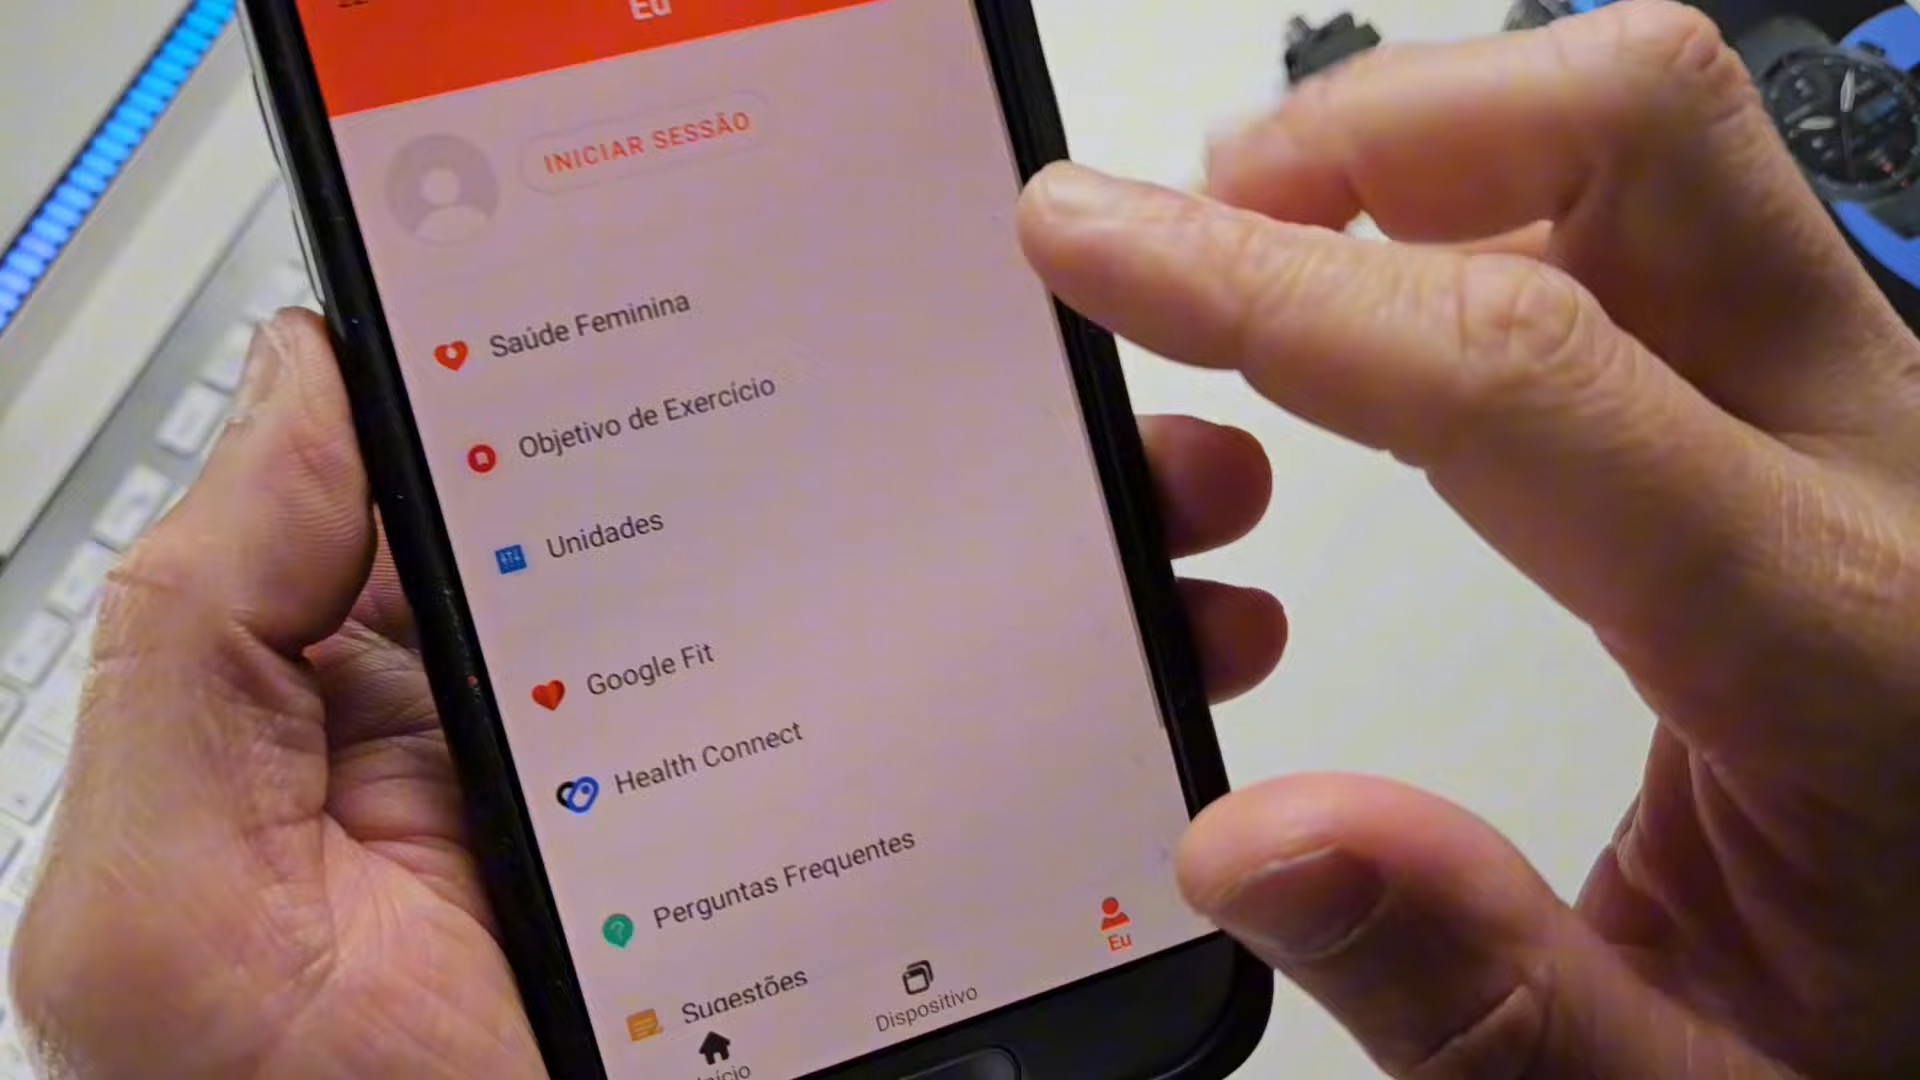 Eu
INICIAR SESSÃO
Saúde Feminina
Objetivo de Exercício
Unidades
Google Fit
Health Connect
Perguntas Frequentes
Sugestões
Início
Dispositivo
Eu